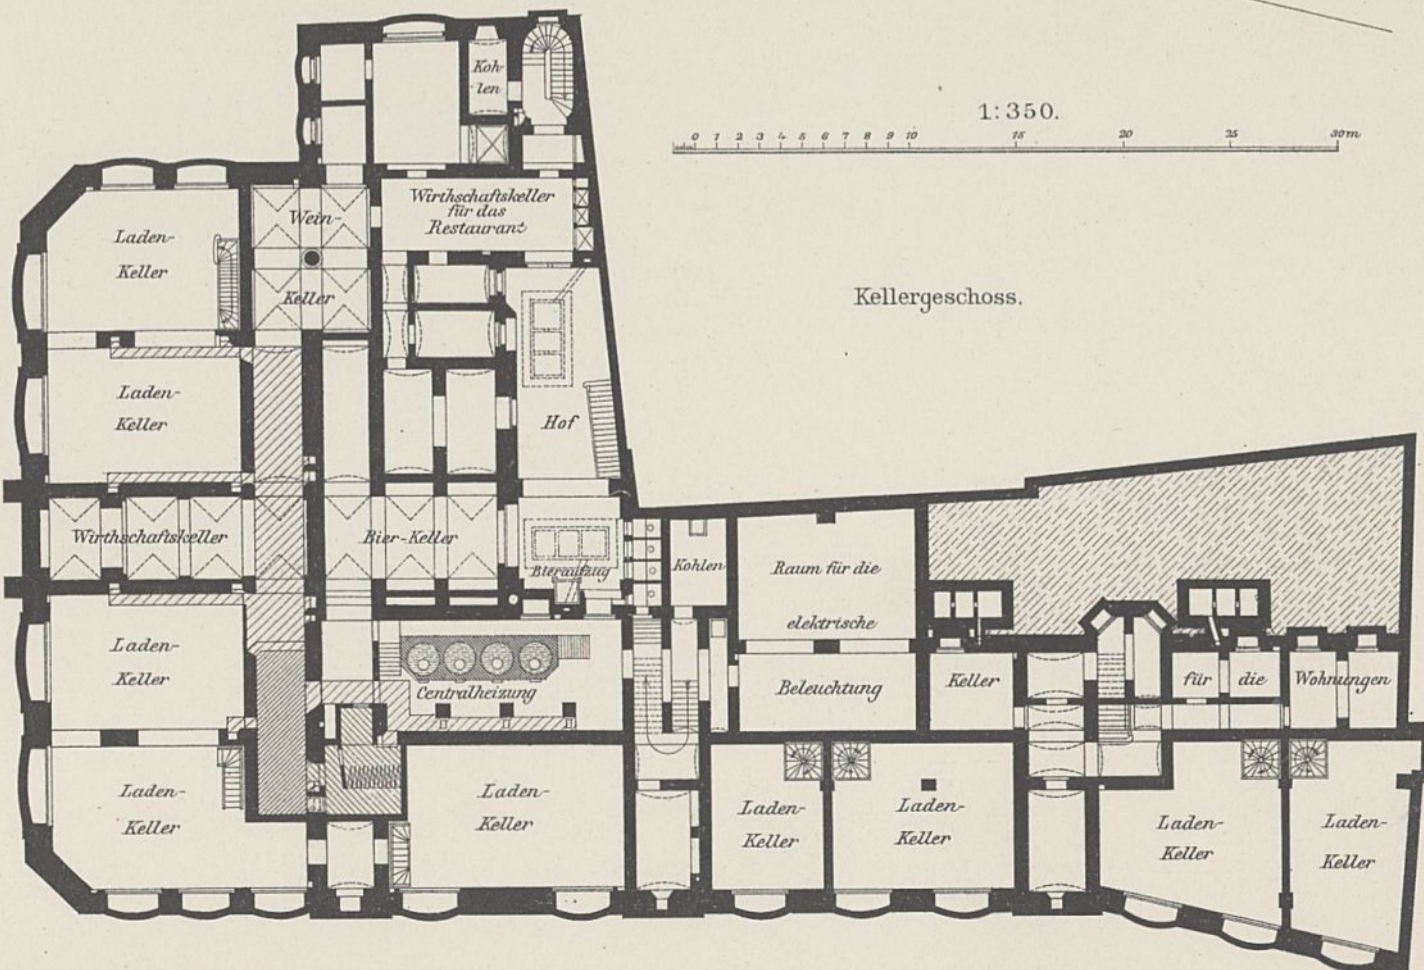 Koh-
len
1:350.
0 1 2 3 4 5 6 7 8 9 10 15 20 25 30 m
Wein-
Keller
Wirthschaftskeller
für das
Restaurant
Laden-
Keller
Kellergeschoss.
Laden-
Keller
Hof
Wirthschaftskeller
Bier-Keller
Bieraufzug
Kohlen
Raum für die
elektrische
Beleuchtung
Laden-
Keller
Centralheizung
Keller für die Wohnungen
Laden-
Keller
Laden-
Keller
Laden-
Keller
Laden-
Keller
Laden-
Keller
Laden-
Keller